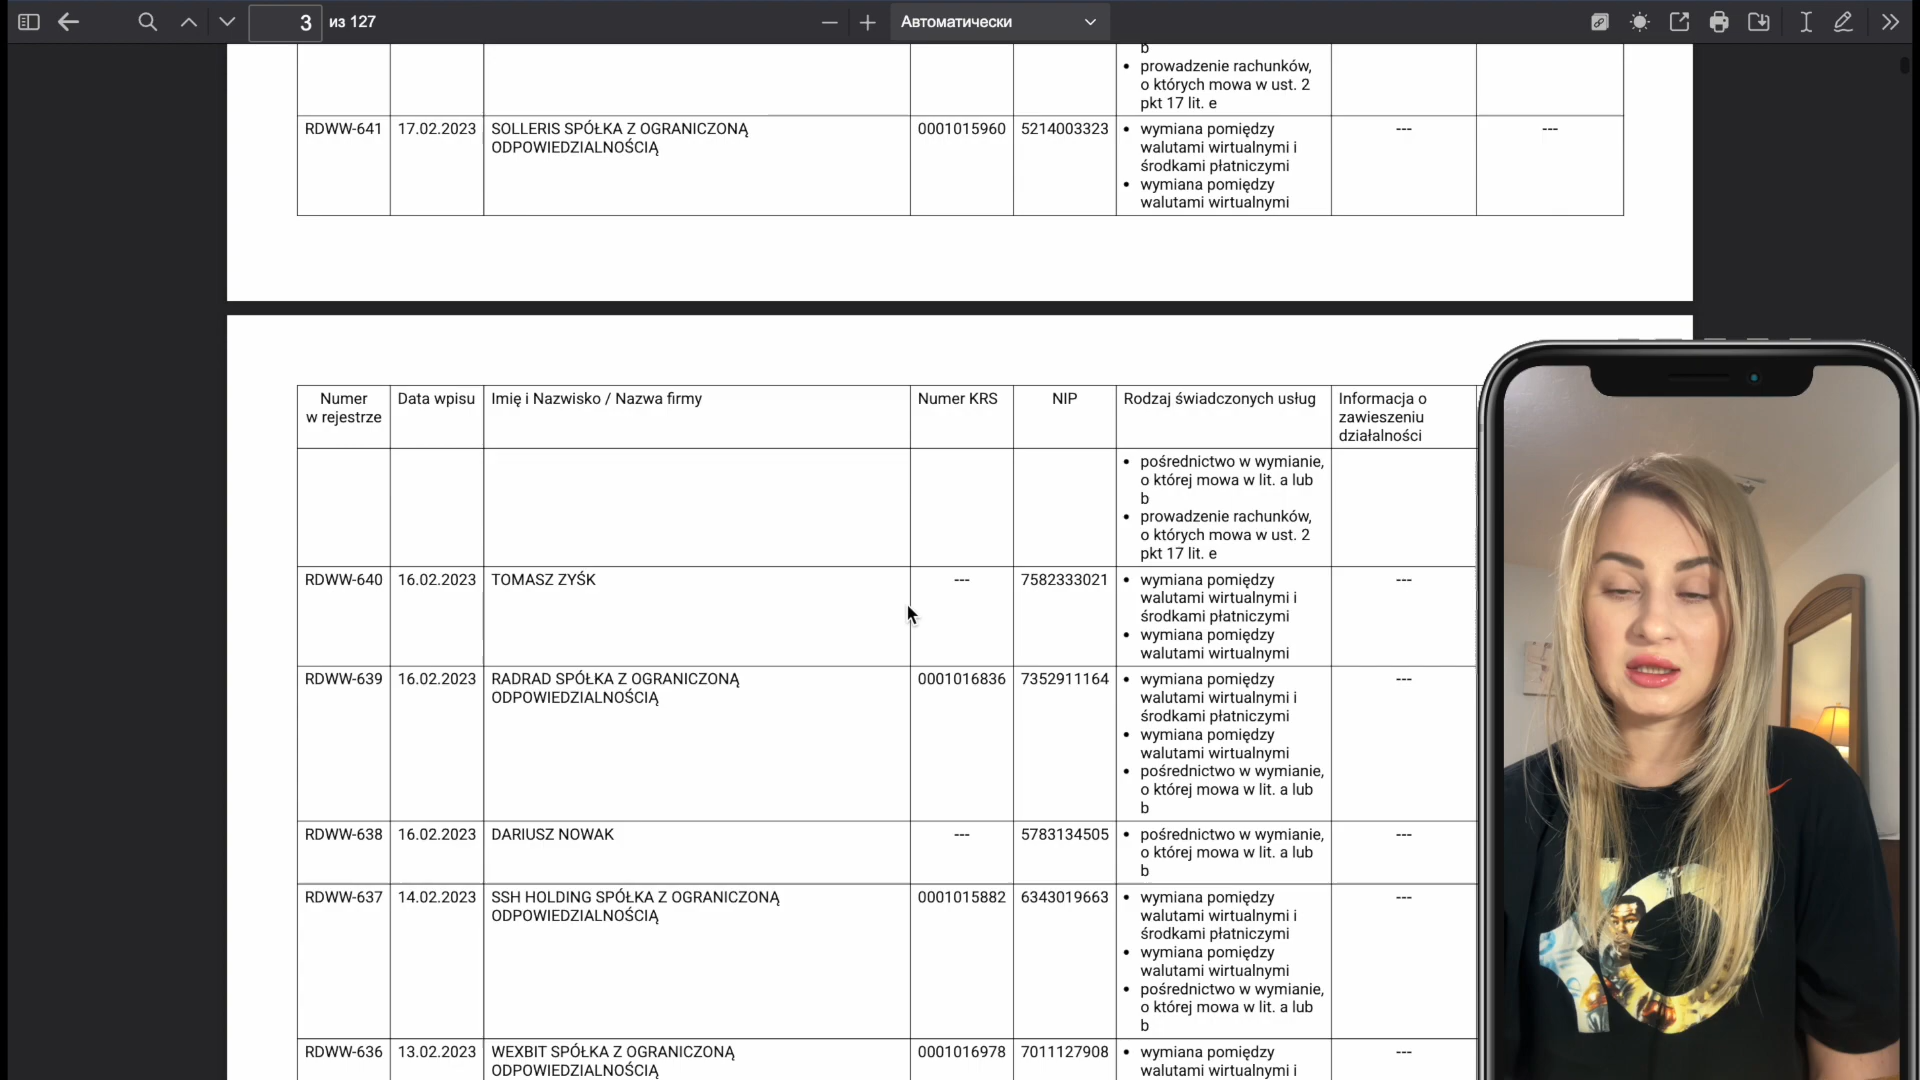 3 из 127 Автоматически
b
• prowadzenie rachunków,
o których mowa w ust. 2
pkt 17 lit. e
RDWW-641 17.02.2023 SOLLERIS SPÓŁKA Z OGRANICZONĄ 0001015960 5214003323 • wymiana pomiędzy --- ---
ODPOWIEDZIALNOŚCIĄ walutami wirtualnymi i
środkami płatniczymi
• wymiana pomiędzy
walutami wirtualnymi
Numer Data wpisu Imię i Nazwisko / Nazwa firmy Numer KRS NIP Rodzaj świadczonych usług Informacja o
w rejestrze zawieszeniu
działalności
• pośrednictwo w wymianie,
o której mowa w lit. a lub
b
• prowadzenie rachunków,
o których mowa w ust. 2
pkt 17 lit. e
RDWW-640 16.02.2023 TOMASZ ZYŚK --- 7582333021 • wymiana pomiędzy ---
walutami wirtualnymi i
środkami płatniczymi
• wymiana pomiędzy
walutami wirtualnymi
RDWW-639 16.02.2023 RADRAD SPÓŁKA Z OGRANICZONĄ 0001016836 7352911164 • wymiana pomiędzy ---
ODPOWIEDZIALNOŚCIĄ walutami wirtualnymi i
środkami płatniczymi
• wymiana pomiędzy
walutami wirtualnymi
• pośrednictwo w wymianie,
o której mowa w lit. a lub
b
RDWW-638 16.02.2023 DARIUSZ NOWAK --- 5783134505 • pośrednictwo w wymianie, ---
o której mowa w lit. a lub
b
RDWW-637 14.02.2023 SSH HOLDING SPÓŁKA Z OGRANICZONĄ 0001015882 6343019663 • wymiana pomiędzy ---
ODPOWIEDZIALNOŚCIĄ walutami wirtualnymi i
środkami płatniczymi
• wymiana pomiędzy
walutami wirtualnymi
• pośrednictwo w wymianie,
o której mowa w lit. a lub
b
RDWW-636 13.02.2023 WEXBIT SPÓŁKA Z OGRANICZONĄ 0001016978 7011127908 • wymiana pomiędzy ---
ODPOWIEDZIALNOŚCIĄ walutami wirtualnymi i